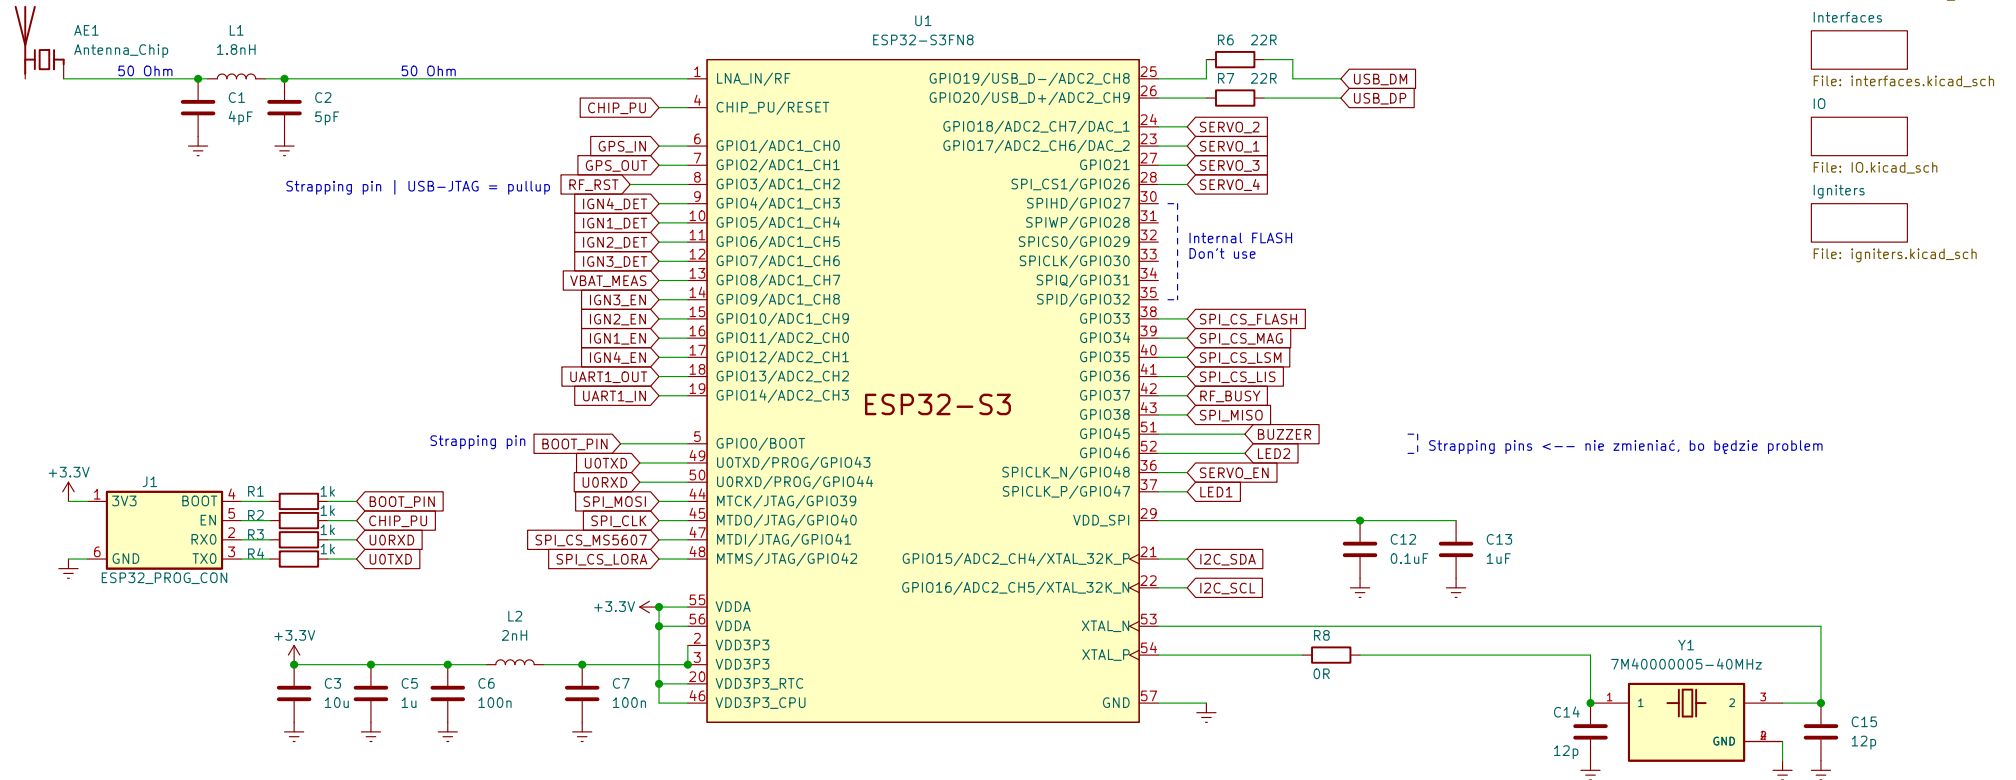 AE1
Antenna_Chip
50 Ohm
L1
1.8nH
50 Ohm
C1
4pF
C2
5pF
U1
ESP32-S3FN8
ESP32-S3
1 LNA_IN/RF
CHIP_PU 4 CHIP_PU/RESET
GPS_IN 6 GPIO1/ADC1_CH0
GPS_OUT 7 GPIO2/ADC1_CH1
Strapping pin | USB-JTAG = pullup
RF_RST 8 GPIO3/ADC1_CH2
IGN4_DET 9 GPIO4/ADC1_CH3
IGN1_DET 10 GPIO5/ADC1_CH4
IGN2_DET 11 GPIO6/ADC1_CH5
IGN3_DET 12 GPIO7/ADC1_CH6
VBAT_MEAS 13 GPIO8/ADC1_CH7
IGN3_EN 14 GPIO9/ADC1_CH8
IGN2_EN 15 GPIO10/ADC1_CH9
IGN1_EN 16 GPIO11/ADC2_CH0
IGN4_EN 17 GPIO12/ADC2_CH1
UART1_OUT 18 GPIO13/ADC2_CH2
UART1_IN 19 GPIO14/ADC2_CH3
Strapping pin
BOOT_PIN 5 GPIO0/BOOT
U0TXD 49 U0TXD/PROG/GPIO43
U0RXD 50 U0RXD/PROG/GPIO44
SPI_MOSI 44 MTCK/JTAG/GPIO39
SPI_CLK 45 MTDO/JTAG/GPIO40
SPI_CS_MS5607 47 MTDI/JTAG/GPIO41
SPI_CS_LORA 48 MTMS/JTAG/GPIO42
+3.3V 55 VDDA
56 VDDA
2 VDD3P3
3 VDD3P3
20 VDD3P3_RTC
46 VDD3P3_CPU
GPIO19/USB_D-/ADC2_CH8 25 R6 22R USB_DM
GPIO20/USB_D+/ADC2_CH9 26 R7 22R USB_DP
GPIO18/ADC2_CH7/DAC_1 24 SERVO_2
GPIO17/ADC2_CH6/DAC_2 23 SERVO_1
GPIO21 27 SERVO_3
SPI_CS1/GPIO26 28 SERVO_4
SPIHD/GPIO27 30
SPIWP/GPIO28 31
SPICS0/GPIO29 32
SPICLK/GPIO30 33
SPIQ/GPIO31 34
SPID/GPIO32 35
Internal FLASH
Don't use
GPIO33 38 SPI_CS_FLASH
GPIO34 39 SPI_CS_MAG
GPIO35 40 SPI_CS_LSM
GPIO36 41 SPI_CS_LIS
GPIO37 42 RF_BUSY
GPIO38 43 SPI_MISO
GPIO45 51 BUZZER
GPIO46 52 LED2
Strapping pins <-- nie zmieniać, bo będzie problem
SPICLK_N/GPIO48 36 SERVO_EN
SPICLK_P/GPIO47 37 LED1
VDD_SPI 29
GPIO15/ADC2_CH4/XTAL_32K_P 21 I2C_SDA
GPIO16/ADC2_CH5/XTAL_32K_N 22 I2C_SCL
XTAL_N 53
XTAL_P 54
GND 57
C12
0.1uF
C13
1uF
R8
0R
Y1
7M40000005-40MHz
1 1
2 3
GND
C14
12p
C15
12p
+3.3V
J1
1 3V3
6 GND
BOOT 4 R1 1k BOOT_PIN
EN 5 R2 1k CHIP_PU
RX0 2 R3 1k U0RXD
TX0 3 R4 1k U0TXD
ESP32_PROG_CON
+3.3V
C3
10u
C5
1u
C6
100n
L2
2nH
C7
100n
Interfaces
File: interfaces.kicad_sch
IO
File: IO.kicad_sch
Igniters
File: igniters.kicad_sch